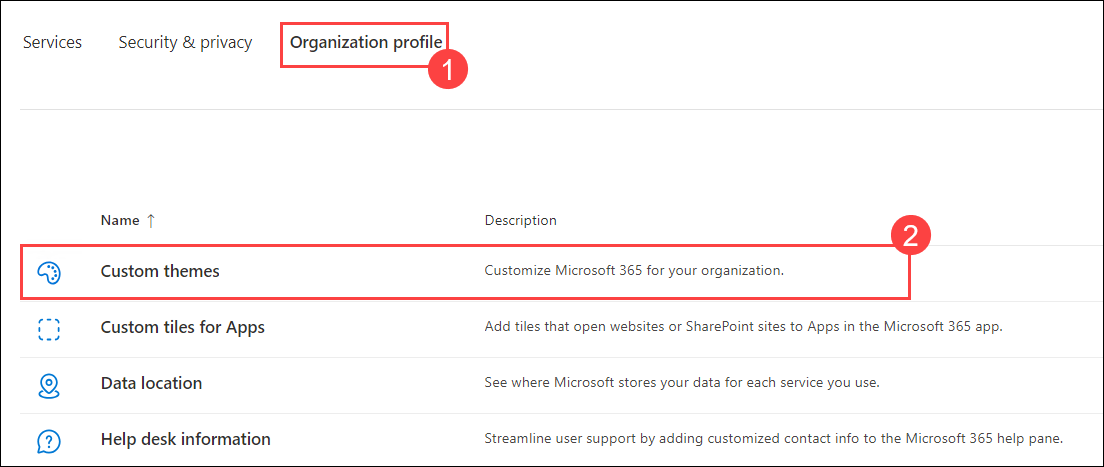 Services Security & privacy Organization profile
1
Name ↑ Description
2
Custom themes Customize Microsoft 365 for your organization.
Custom tiles for Apps Add tiles that open websites or SharePoint sites to Apps in the Microsoft 365 app.
Data location See where Microsoft stores your data for each service you use.
Help desk information Streamline user support by adding customized contact info to the Microsoft 365 help pane.